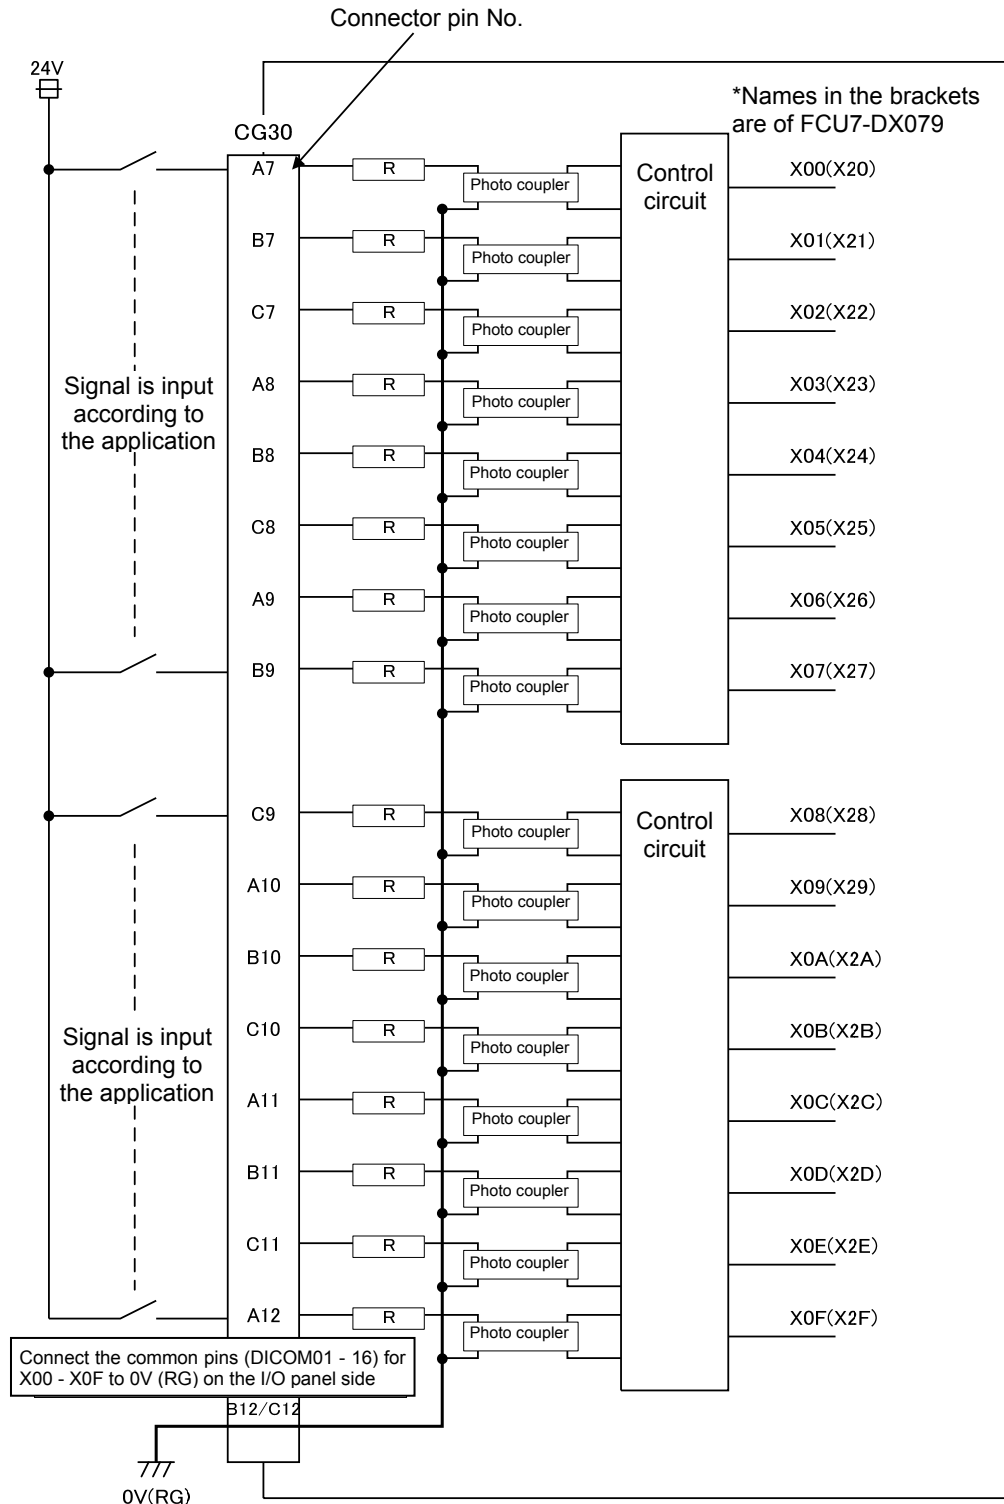 Connector pin No.
24V
*Names in the brackets
are of FCU7-DX079
CG30
A7
R
Photo coupler
Control
circuit
X00(X20)
B7
R
Photo coupler
X01(X21)
C7
R
Photo coupler
X02(X22)
Signal is input
according to
the application
A8
R
Photo coupler
X03(X23)
B8
R
Photo coupler
X04(X24)
C8
R
Photo coupler
X05(X25)
A9
R
Photo coupler
X06(X26)
B9
R
Photo coupler
X07(X27)
C9
R
Photo coupler
Control
circuit
X08(X28)
A10
R
Photo coupler
X09(X29)
B10
R
Photo coupler
X0A(X2A)
Signal is input
according to
the application
C10
R
Photo coupler
X0B(X2B)
A11
R
Photo coupler
X0C(X2C)
B11
R
Photo coupler
X0D(X2D)
C11
R
Photo coupler
X0E(X2E)
A12
R
Photo coupler
X0F(X2F)
Connect the common pins (DICOM01 - 16) for
X00 - X0F to 0V (RG) on the I/O panel side
B12/C12
0V(RG)